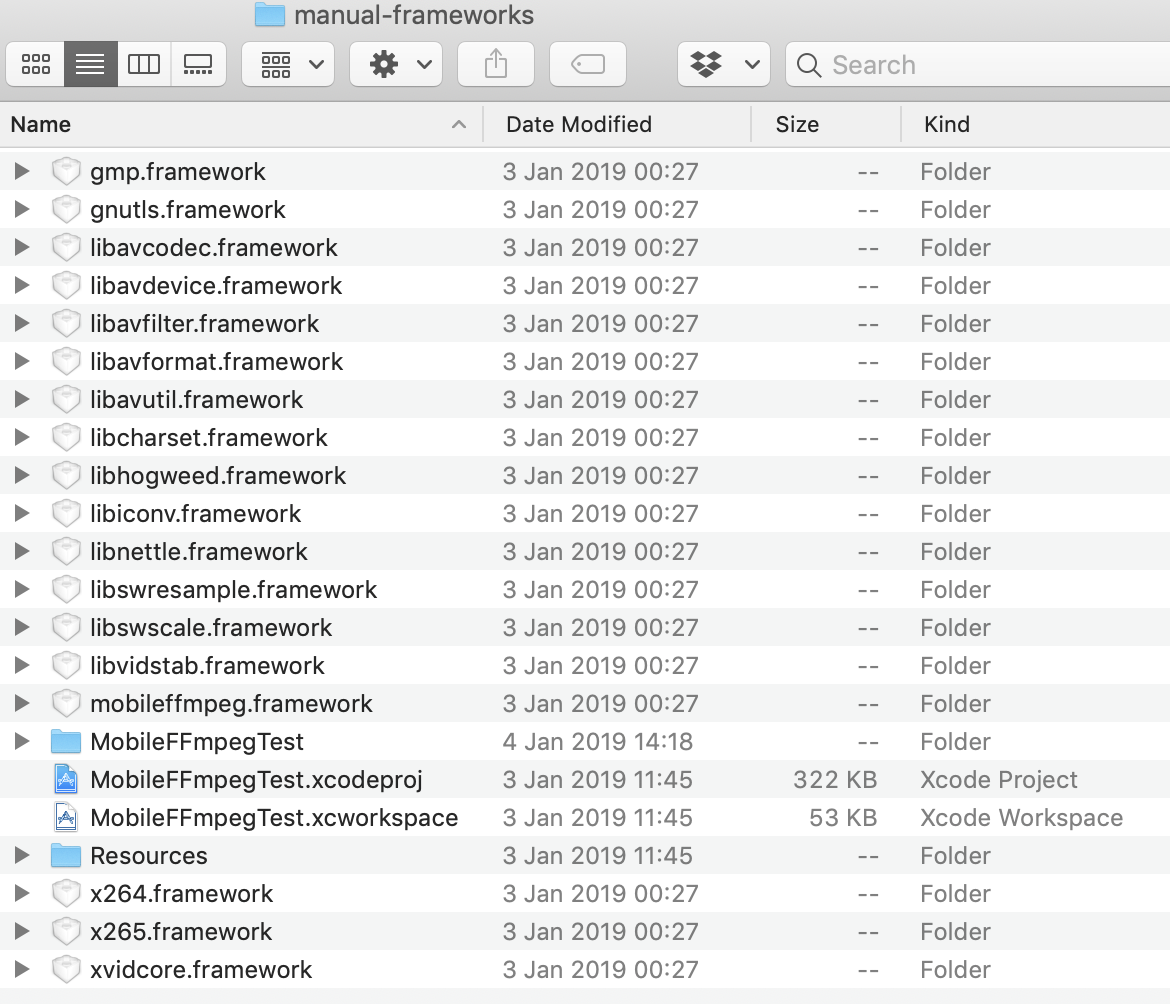 manual-frameworks
Search
Name Date Modified Size Kind
gmp.framework 3 Jan 2019 00:27 -- Folder
gnutls.framework 3 Jan 2019 00:27 -- Folder
libavcodec.framework 3 Jan 2019 00:27 -- Folder
libavdevice.framework 3 Jan 2019 00:27 -- Folder
libavfilter.framework 3 Jan 2019 00:27 -- Folder
libavformat.framework 3 Jan 2019 00:27 -- Folder
libavutil.framework 3 Jan 2019 00:27 -- Folder
libcharset.framework 3 Jan 2019 00:27 -- Folder
libhogweed.framework 3 Jan 2019 00:27 -- Folder
libiconv.framework 3 Jan 2019 00:27 -- Folder
libnettle.framework 3 Jan 2019 00:27 -- Folder
libswresample.framework 3 Jan 2019 00:27 -- Folder
libswscale.framework 3 Jan 2019 00:27 -- Folder
libvidstab.framework 3 Jan 2019 00:27 -- Folder
mobileffmpeg.framework 3 Jan 2019 00:27 -- Folder
MobileFFmpegTest 4 Jan 2019 14:18 -- Folder
MobileFFmpegTest.xcodeproj 3 Jan 2019 11:45 322 KB Xcode Project
MobileFFmpegTest.xcworkspace 3 Jan 2019 11:45 53 KB Xcode Workspace
Resources 3 Jan 2019 11:45 -- Folder
x264.framework 3 Jan 2019 00:27 -- Folder
x265.framework 3 Jan 2019 00:27 -- Folder
xvidcore.framework 3 Jan 2019 00:27 -- Folder